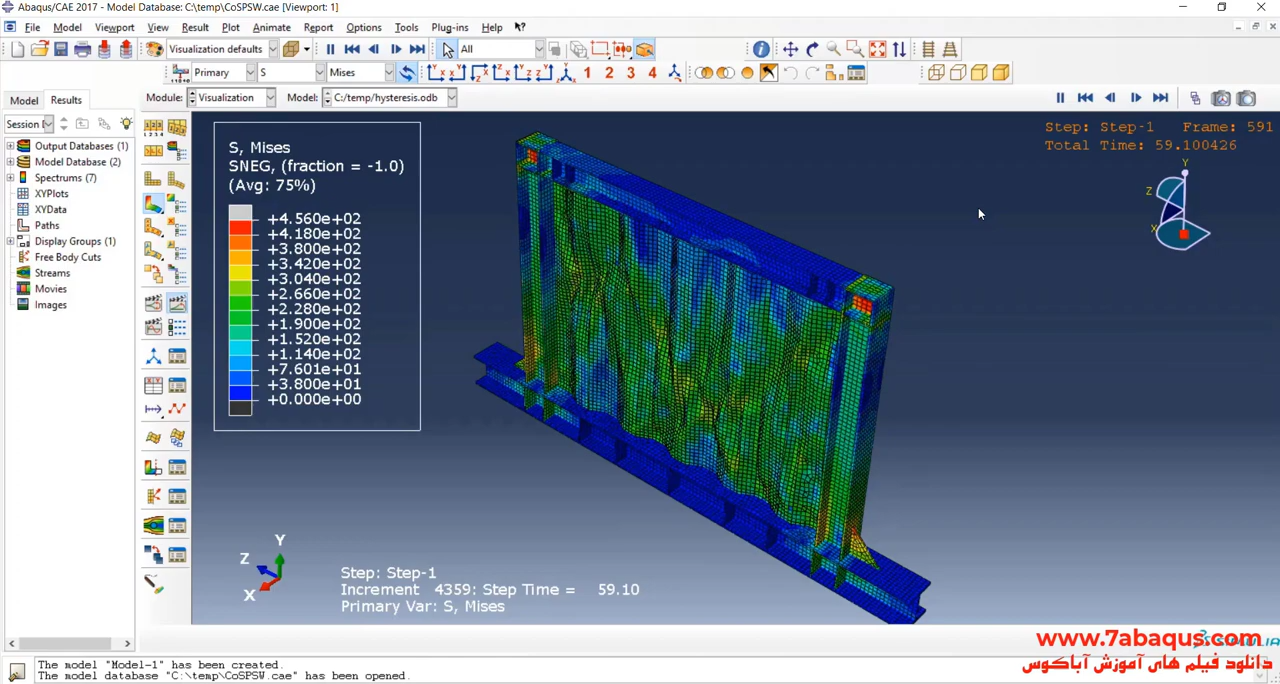 Abaqus/CAE 2017 - Model Database: C:\temp\CoSPSW.cae [Viewport: 1]
File Model Viewport View Result Plot Animate Report Options Tools Plug-ins Help
Visualization defaults All
Primary S Mises 1 2 3 4
Model Results Module: Visualization Model: C:/temp/hysteresis.odb
Session
Output Databases (1)
Model Database (2)
Spectrums (7)
XYPlots
XYData
Paths
Display Groups (1)
Free Body Cuts
Streams
Movies
Images
S, Mises
SNEG, (fraction = -1.0)
(Avg: 75%)
+4.560e+02
+4.180e+02
+3.800e+02
+3.420e+02
+3.040e+02
+2.660e+02
+2.280e+02
+1.900e+02
+1.520e+02
+1.140e+02
+7.601e+01
+3.800e+01
+0.000e+00
Step: Step-1 Frame: 591
Total Time: 59.100426
Y
Z
X
Y
Z
X
Step: Step-1
Increment 4359: Step Time = 59.10
Primary Var: S, Mises
www.7abaqus.com
دانلود فیلم های آموزش آباکوس
The model "Model-1" has been created.
The model database "C:\temp\CoSPSW.cae" has been opened.